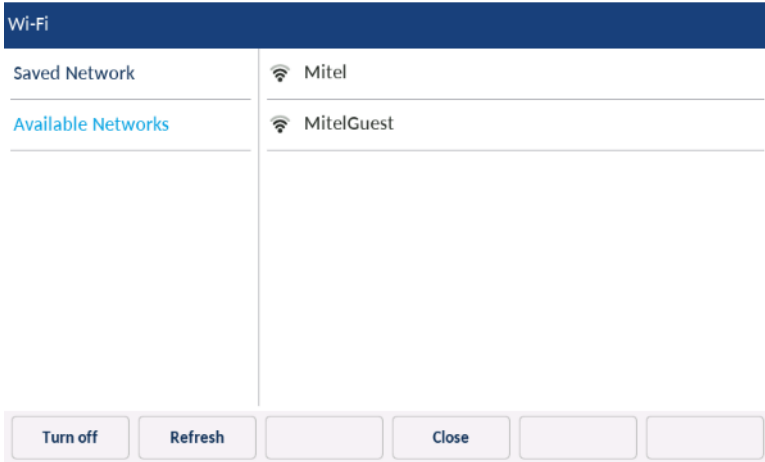 Wi-Fi
Saved Network
Available Networks
Mitel
MitelGuest
Turn off
Refresh
Close